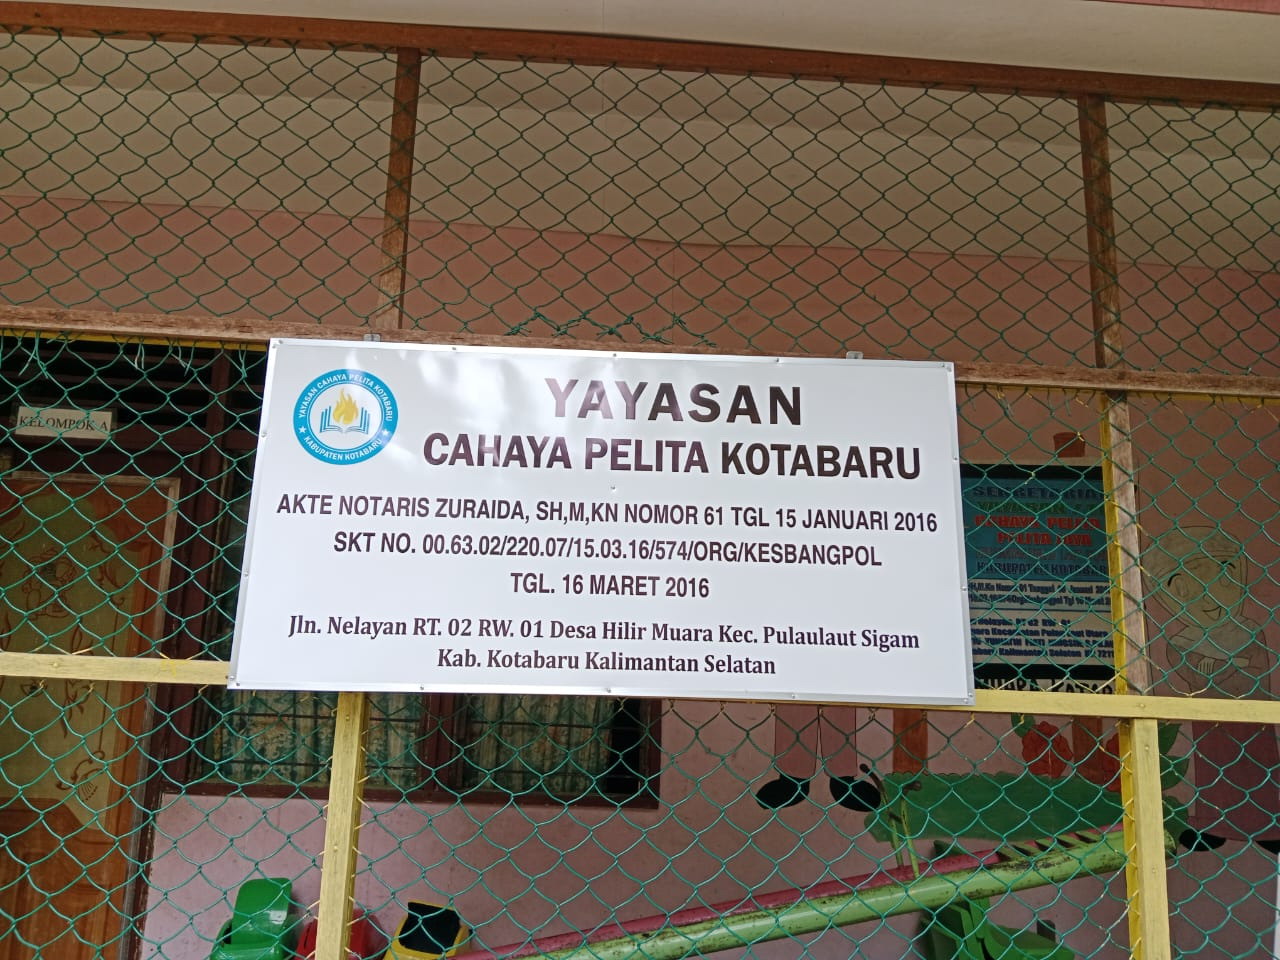 YAYASAN CAHAYA PELITA KOTABARU
KABUPATEN KOTABARU
YAYASAN
CAHAYA PELITA KOTABARU
AKTE NOTARIS ZURAIDA, SH,M,KN NOMOR 61 TGL 15 JANUARI 2016
SKT NO. 00.63.02/220.07/15.03.16/574/ORG/KESBANGPOL
TGL. 16 MARET 2016
Jln. Nelayan RT. 02 RW. 01 Desa Hilir Muara Kec. Pulaulaut Sigam
Kab. Kotabaru Kalimantan Selatan
KELOMPOK A